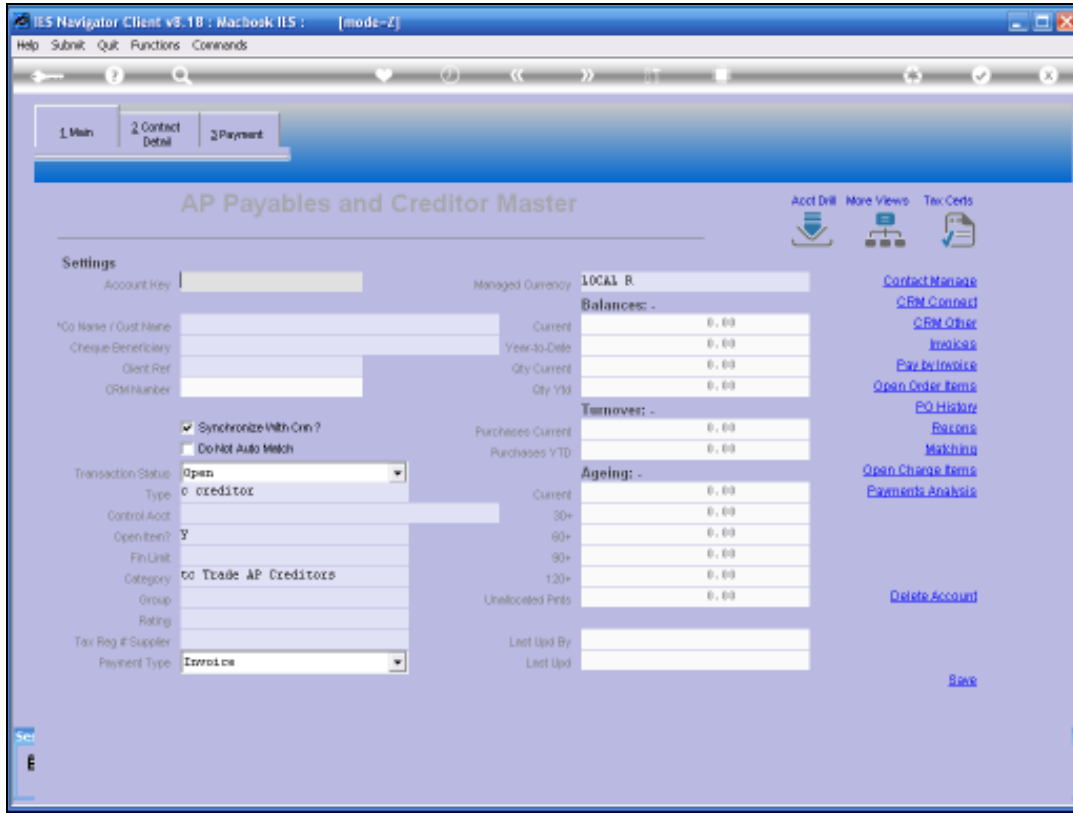 IES Navigator Client v8.18 : Macbook IES : [mode-Z]
Help Submit Quit Functions Commands
1 Main
2 Contact Detail
3 Payment
AP Payables and Creditor Master
Acct Drill More Views Tax Certs
Settings
Account Key
Managed Currency LOCAL R
Contact Manage
Balances: -
CRM Connect
*Co Name / Cust Name
Current 0.00
CRM Other
Cheque Beneficiary
Year-to-Date 0.00
Invoices
Client Ref
Qty Current 0.00
Pay by Invoice
CRM Number
Qty Ytd 0.00
Open Order Items
Turnover: -
PO History
Synchronize With Crm ?
Purchases Current 0.00
Recons
Do Not Auto Match
Purchases YTD 0.00
Matching
Transaction Status Open
Ageing: -
Open Charge Items
Type c creditor
Current 0.00
Payments Analysis
Control Acct
30+ 0.00
Open Item? Y
60+ 0.00
Fin Limit
90+ 0.00
Category tc Trade AP Creditors
120+ 0.00
Group
Unallocated Pmts 0.00
Delete Account
Rating
Tax Reg # Supplier
Last Upd By
Payment Type Invoice
Last Upd
Save